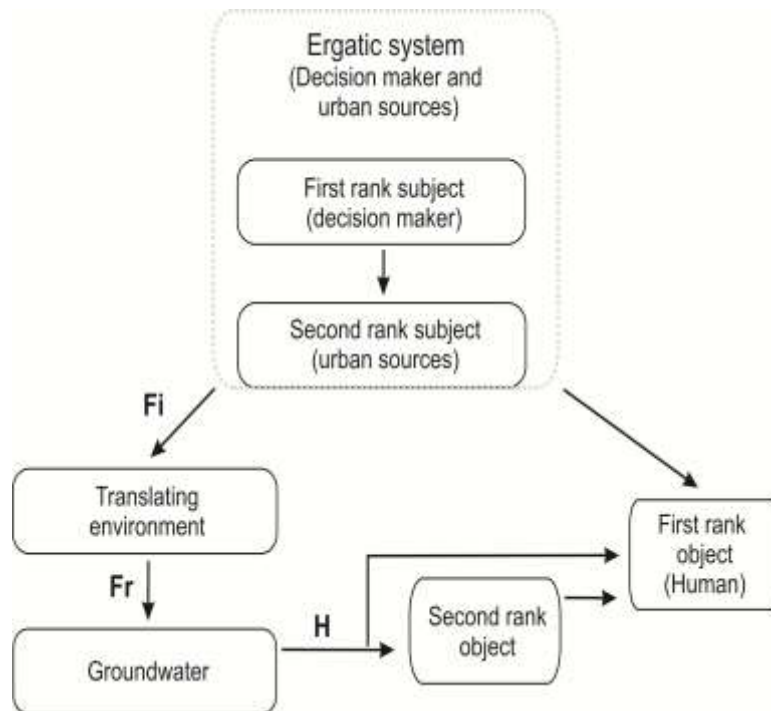 Ergatic system
(Decision maker and
urban sources)
First rank subject
(decision maker)
Second rank subject
(urban sources)
Fi
Translating
environment
First rank
object
(Human)
Fr
H
Second rank
object
Groundwater